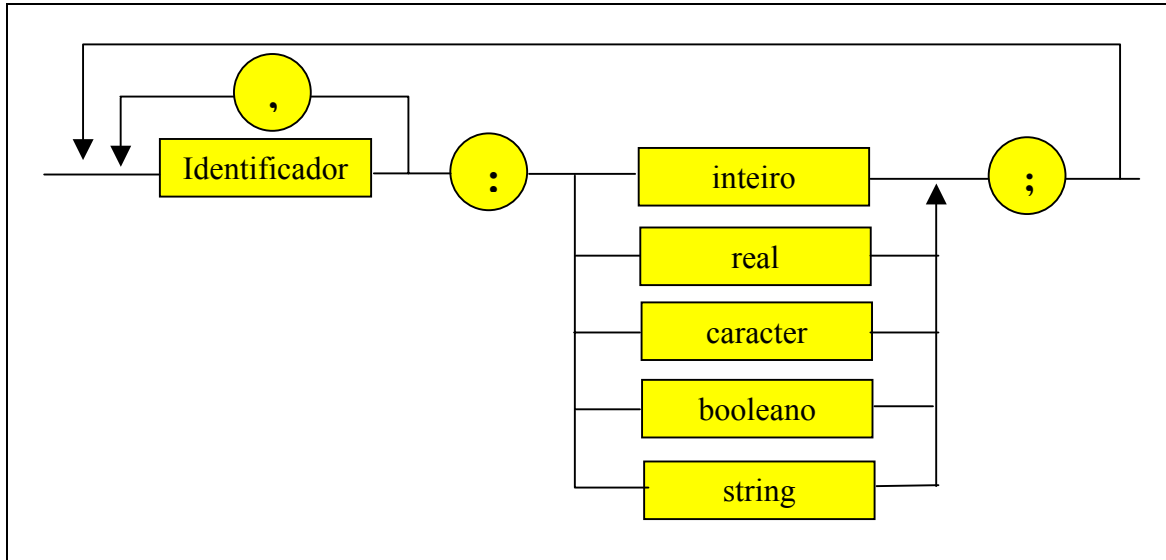 ,
Identificador
:
inteiro
;
real
caracter
booleano
string